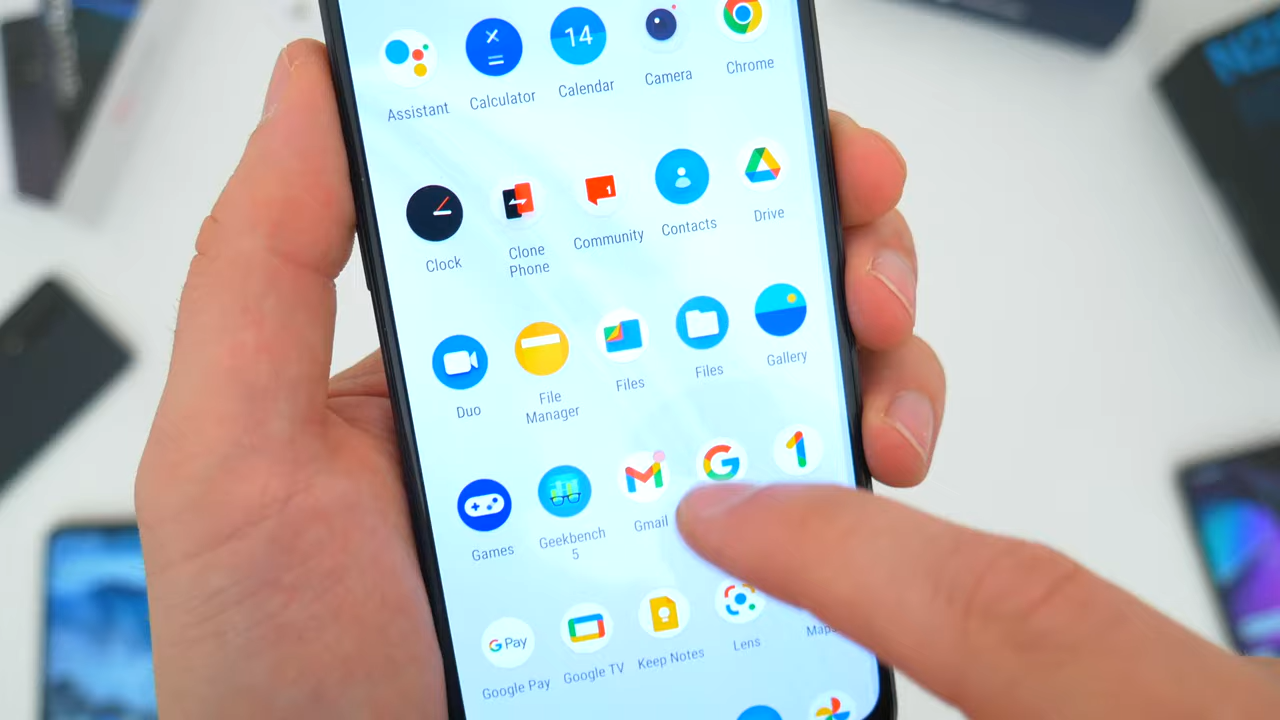 14
Assistant
Calculator
Calendar
Camera
Chrome
1
Clock
Clone
Phone
Community
Contacts
Drive
Duo
File
Manager
Files
Files
Gallery
Games
Geekbench
5
Gmail
G Pay
Google Pay
Google TV
Keep Notes
Lens
Maps